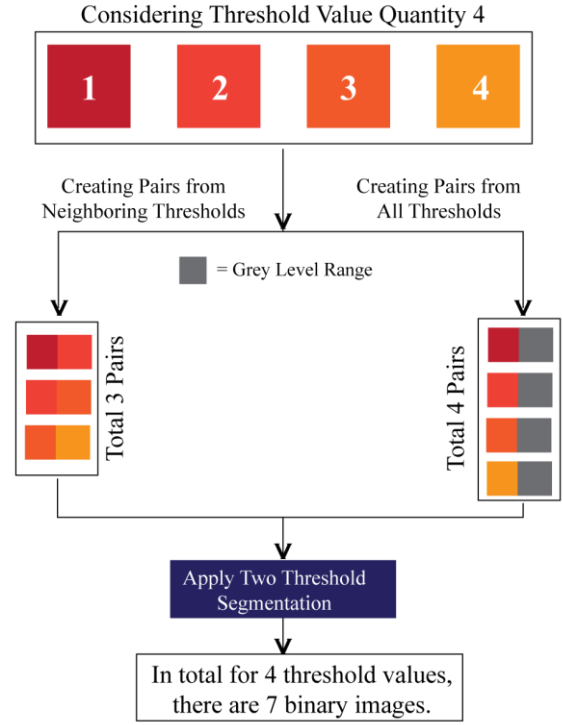 Considering Threshold Value Quantity 4
1 2 3 4
Creating Pairs from
Neighboring Thresholds
Creating Pairs from
All Thresholds
= Grey Level Range
Total 3 Pairs
Total 4 Pairs
Apply Two Threshold
Segmentation
In total for 4 threshold values,
there are 7 binary images.